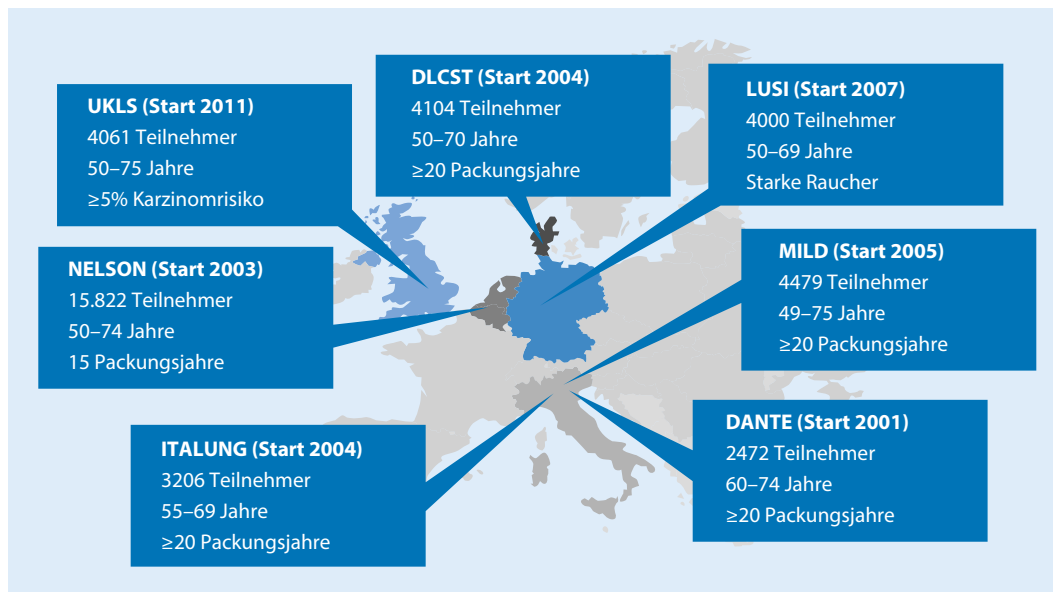 UKLS (Start 2011)
4061 Teilnehmer
50–75 Jahre
≥5% Karzinomrisiko
DLCST (Start 2004)
4104 Teilnehmer
50–70 Jahre
≥20 Packungsjahre
LUSI (Start 2007)
4000 Teilnehmer
50–69 Jahre
Starke Raucher
NELSON (Start 2003)
15.822 Teilnehmer
50–74 Jahre
15 Packungsjahre
MILD (Start 2005)
4479 Teilnehmer
49–75 Jahre
≥20 Packungsjahre
ITALUNG (Start 2004)
3206 Teilnehmer
55–69 Jahre
≥20 Packungsjahre
DANTE (Start 2001)
2472 Teilnehmer
60–74 Jahre
≥20 Packungsjahre